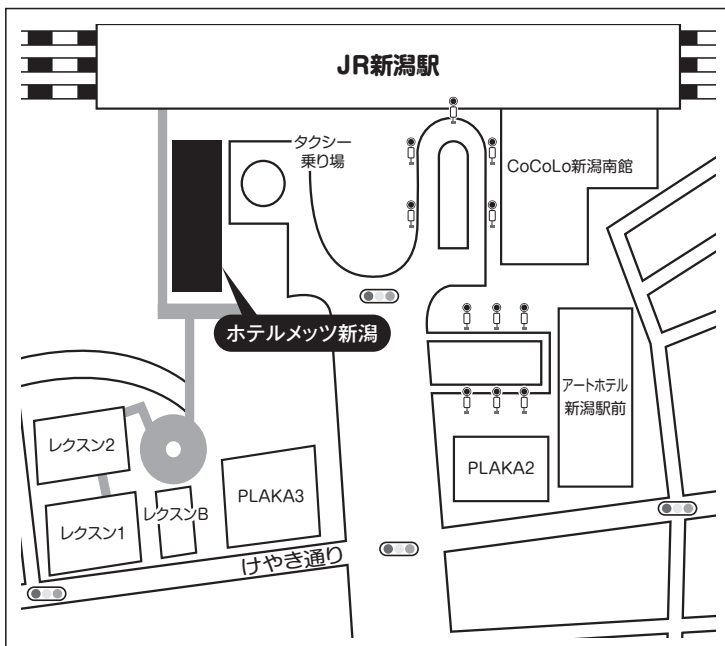 JR新潟駅
タクシー
乗り場
CoCoLo新潟南館
ホテルメッツ新潟
アートホテル
新潟駅前
レクスン2
PLAKA2
PLAKA3
レクスンB
レクスン1
けやき通り